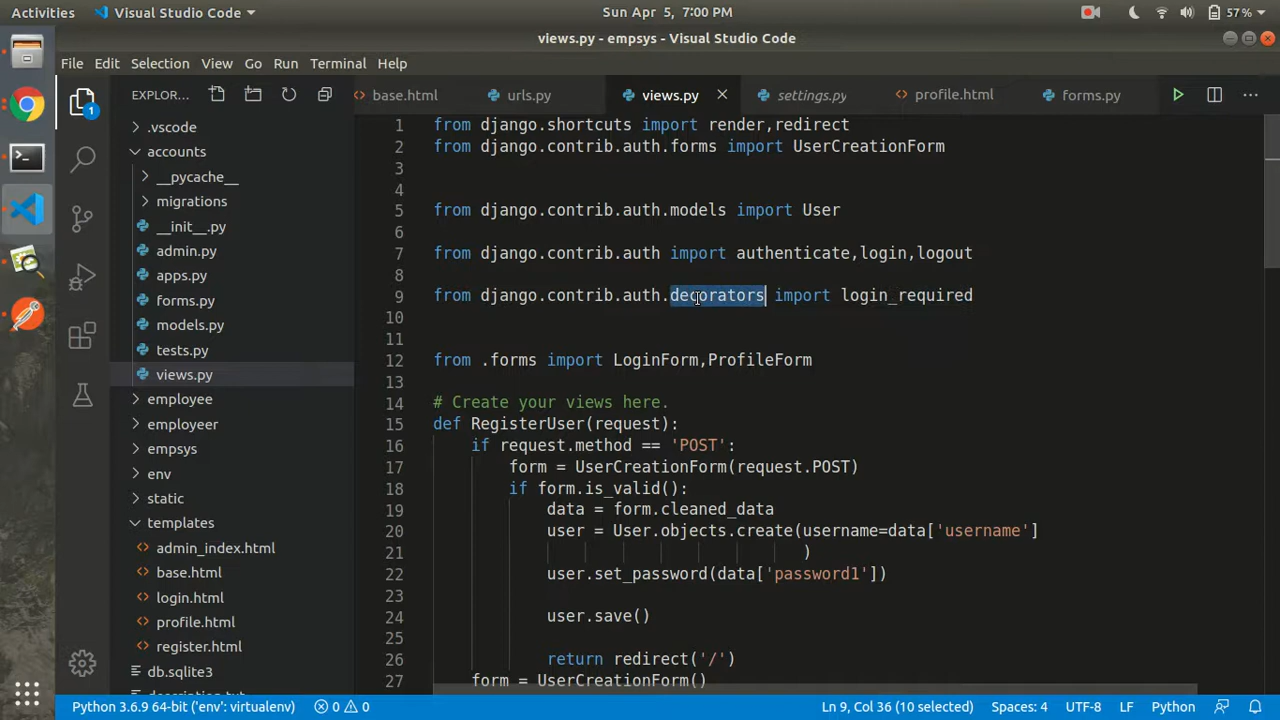 Activities Visual Studio Code Sun Apr 5, 7:00 PM 57%
views.py - empsys - Visual Studio Code
File Edit Selection View Go Run Terminal Help
EXPLOR... base.html urls.py views.py settings.py profile.html forms.py
1
.vscode
accounts
__pycache__
migrations
__init__.py
admin.py
apps.py
forms.py
models.py
tests.py
views.py
employee
employeer
empsys
env
static
templates
admin_index.html
base.html
login.html
profile.html
register.html
db.sqlite3
1 from django.shortcuts import render,redirect
2 from django.contrib.auth.forms import UserCreationForm
3
4
5 from django.contrib.auth.models import User
6
7 from django.contrib.auth import authenticate,login,logout
8
9 from django.contrib.auth.decorators import login_required
10
11
12 from .forms import LoginForm,ProfileForm
13
14 # Create your views here.
15 def RegisterUser(request):
16 if request.method == 'POST':
17 form = UserCreationForm(request.POST)
18 if form.is_valid():
19 data = form.cleaned_data
20 user = User.objects.create(username=data['username']
21 )
22 user.set_password(data['password1'])
23
24 user.save()
25
26 return redirect('/')
27 form = UserCreationForm()
Python 3.6.9 64-bit ('env': virtualenv) 0 0 Ln 9, Col 36 (10 selected) Spaces: 4 UTF-8 LF Python